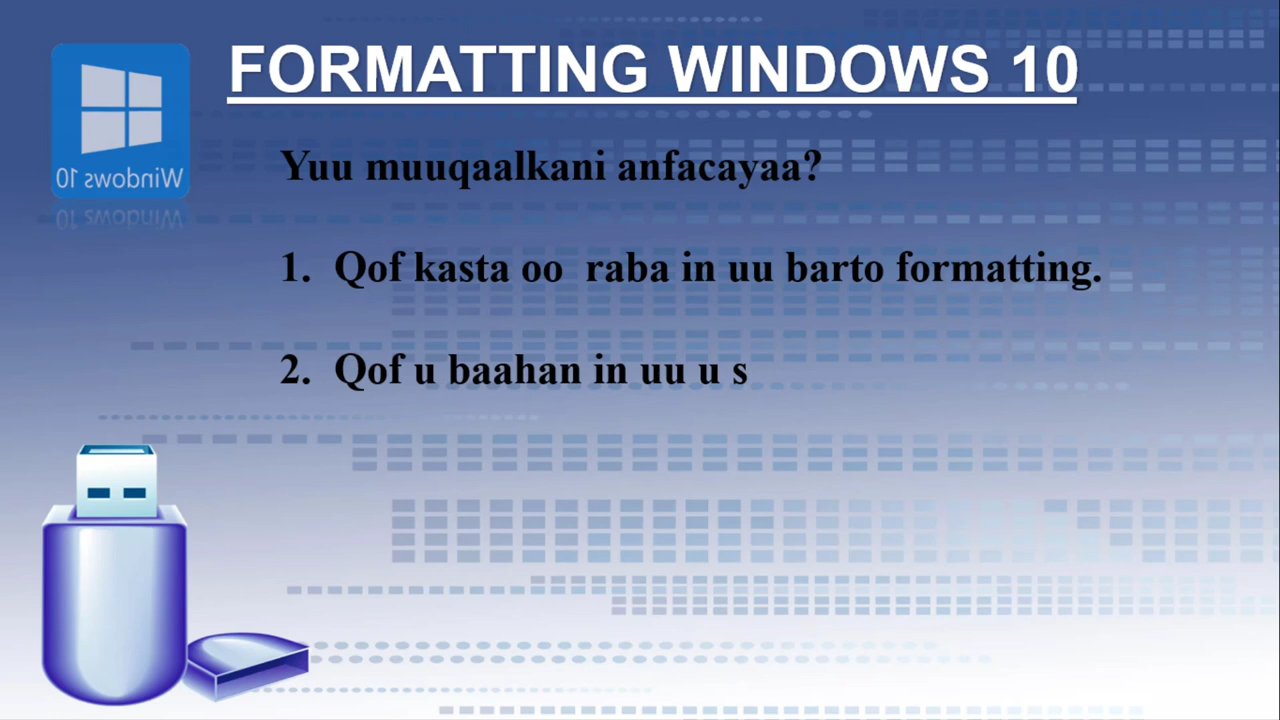 FORMATTING WINDOWS 10
Windows 10
Yuu muuqaalkani anfacayaa?
1. Qof kasta oo raba in uu barto formatting.
2. Qof u baahan in uu u s